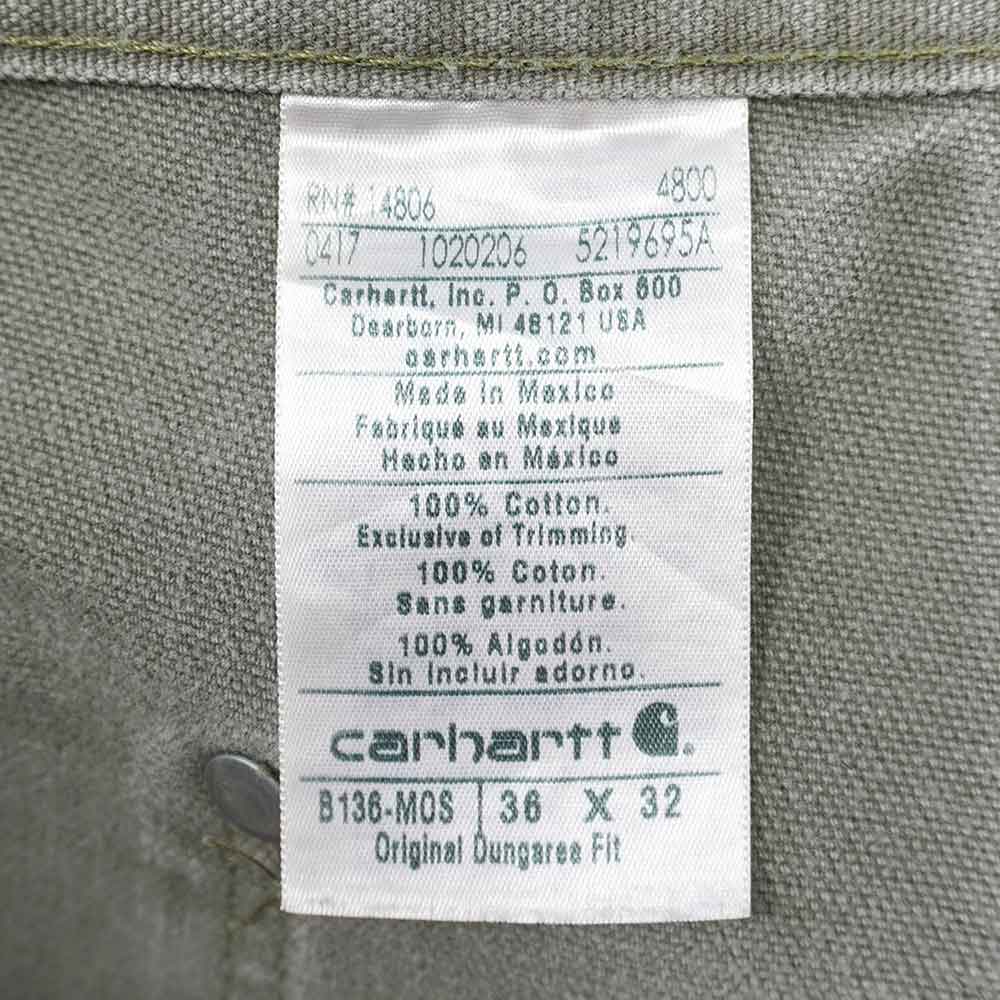 RN# 14806 4800
0417 1020206 5219695A
Carhartt, Inc. P. O. Box 600
Dearborn, MI 48121 USA
carhartt.com
Made in Mexico
Fabriqué au Mexique
Hecho en México
100% Cotton.
Exclusive of Trimming.
100% Coton.
Sans garniture.
100% Algodón.
Sin incluir adorno.
carhartt
B136-MOS 36 X 32
Original Dungaree Fit